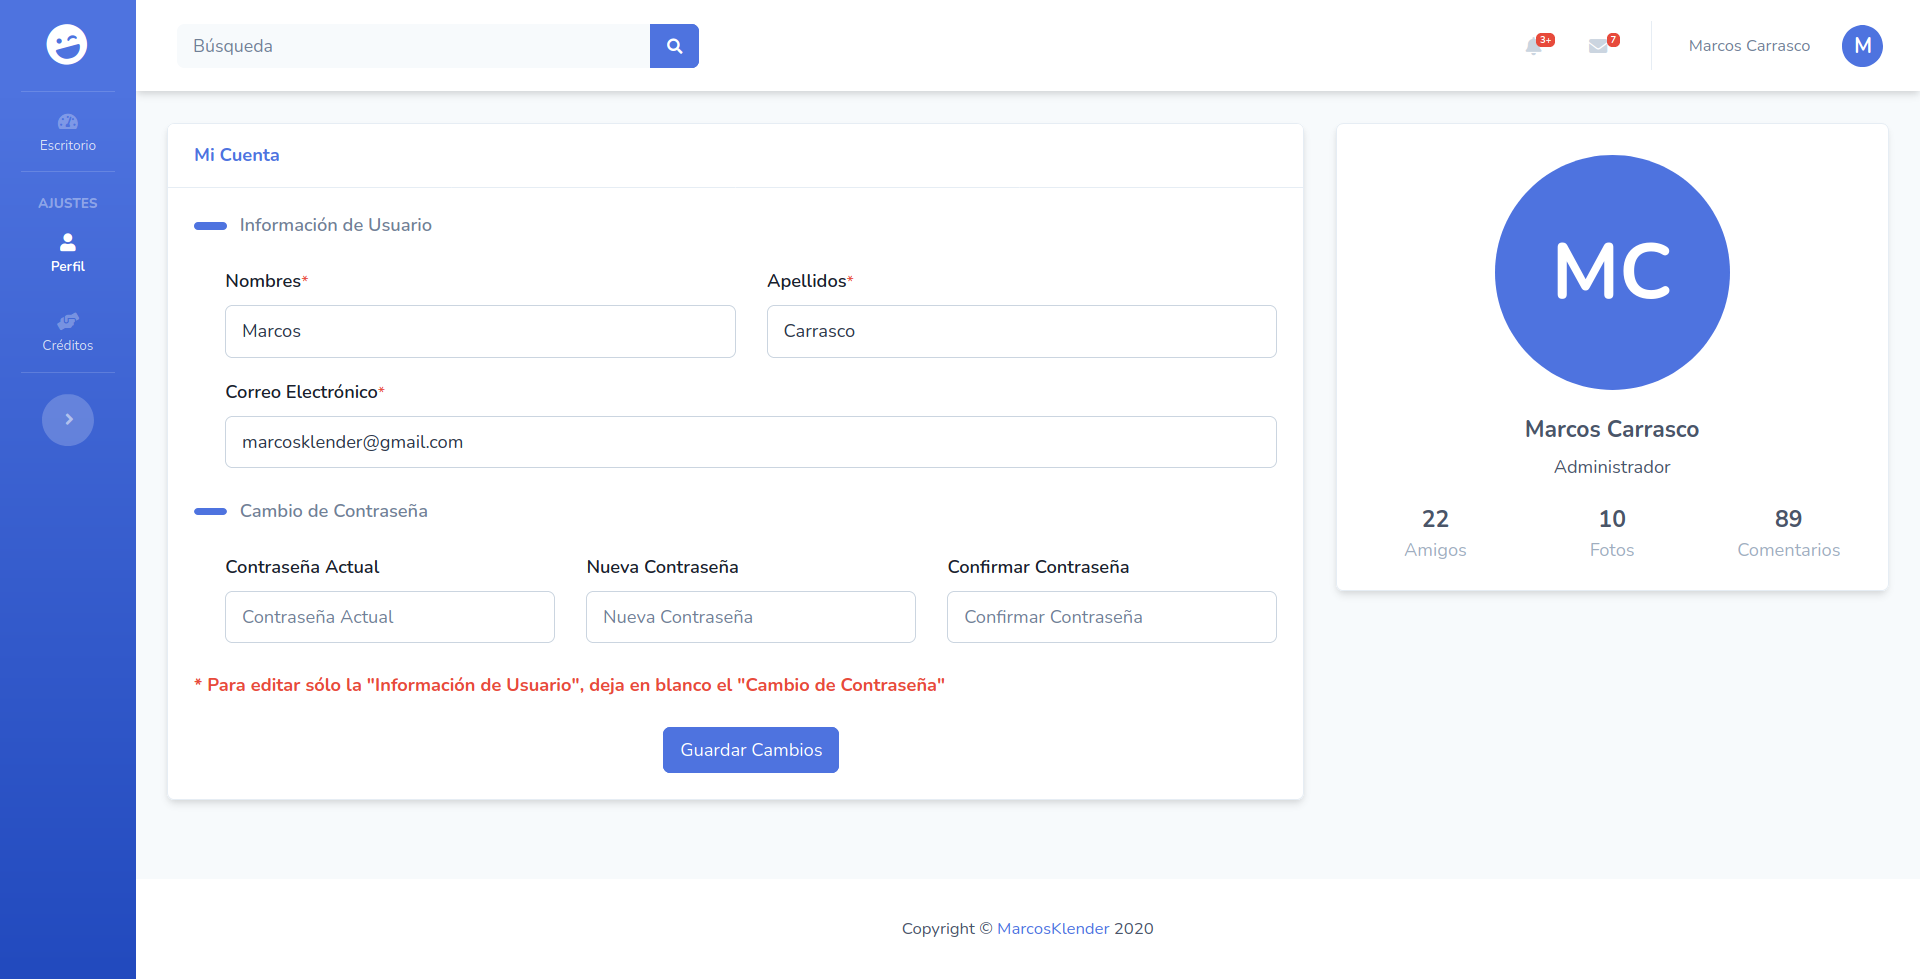 Búsqueda
3+
7
Marcos Carrasco
M
Escritorio
AJUSTES
Perfil
Créditos
Mi Cuenta
Información de Usuario
Nombres*
Apellidos*
Marcos
Carrasco
Correo Electrónico*
marcosklender@gmail.com
Cambio de Contraseña
Contraseña Actual
Nueva Contraseña
Confirmar Contraseña
Contraseña Actual
Nueva Contraseña
Confirmar Contraseña
* Para editar sólo la "Información de Usuario", deja en blanco el "Cambio de Contraseña"
Guardar Cambios
MC
Marcos Carrasco
Administrador
22
Amigos
10
Fotos
89
Comentarios
Copyright © MarcosKlender 2020